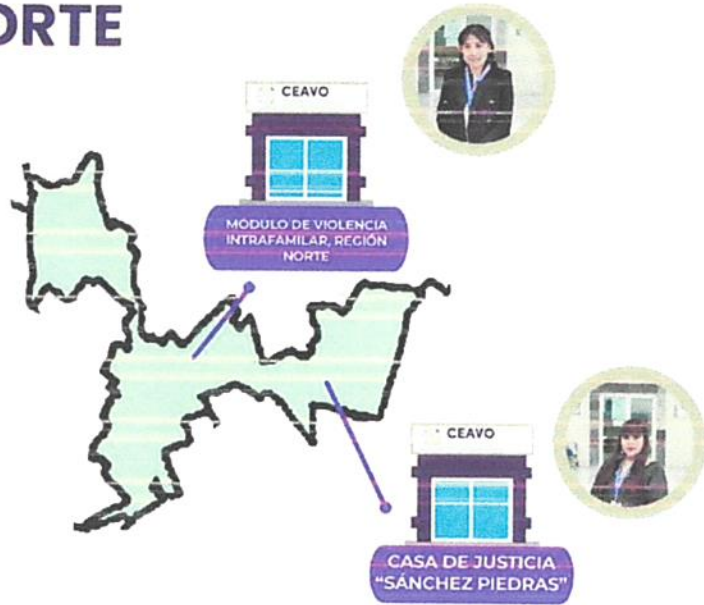 ORTE
CEAVO
MÓDULO DE VIOLENCIA
INTRAFAMILAR, REGIÓN
NORTE
CEAVO
CASA DE JUSTICIA
“SÁNCHEZ PIEDRAS”